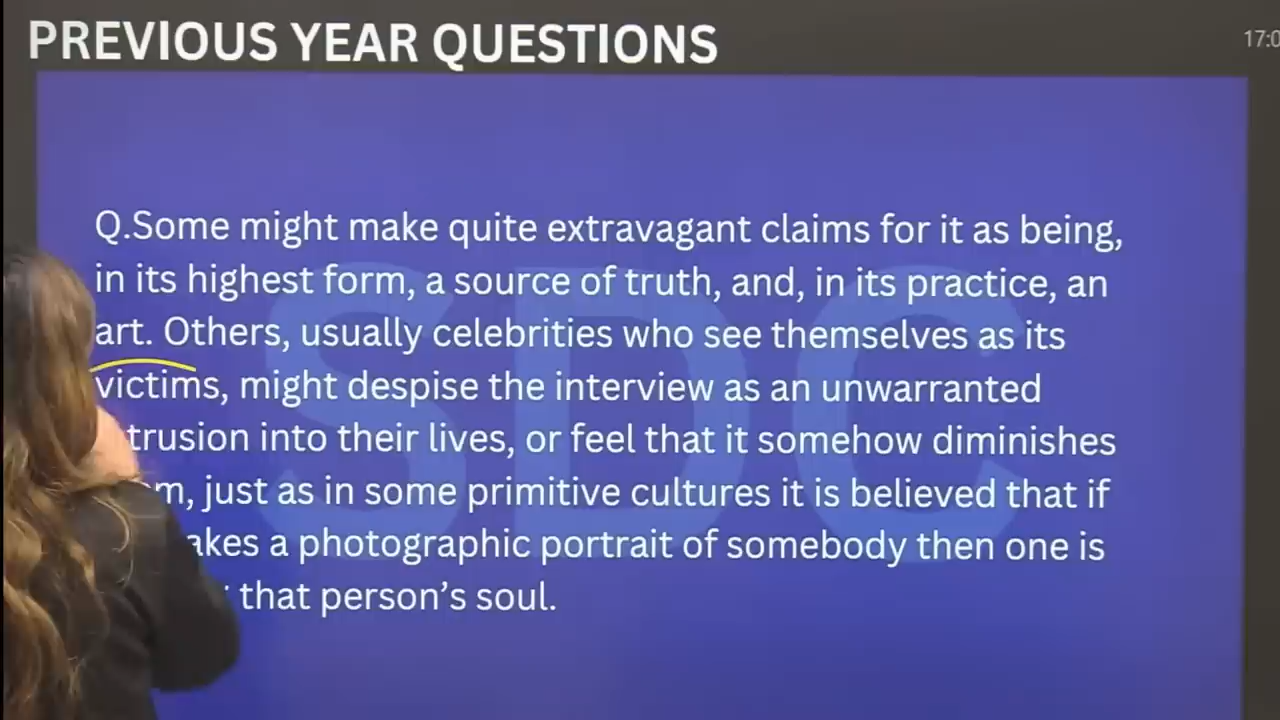 PREVIOUS YEAR QUESTIONS
17:0
Q.Some might make quite extravagant claims for it as being,
in its highest form, a source of truth, and, in its practice, an
art. Others, usually celebrities who see themselves as its
victims, might despise the interview as an unwarranted
trusion into their lives, or feel that it somehow diminishes
m, just as in some primitive cultures it is believed that if
akes a photographic portrait of somebody then one is
that person's soul.
SDC